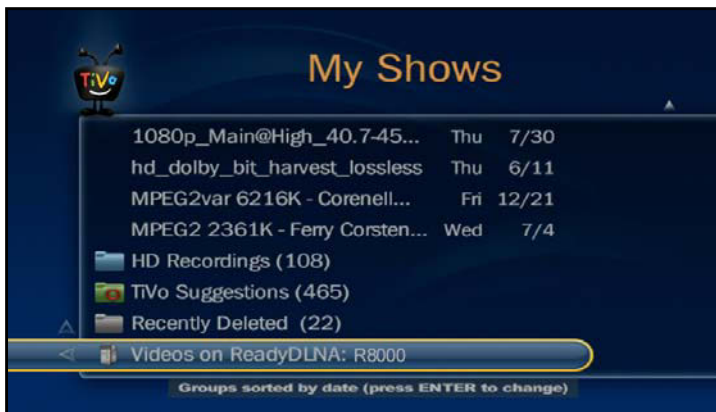 My Shows
TiVo
1080p_Main@High_40.7-45... Thu 7/30
hd_dolby_bit_harvest_lossless Thu 6/11
MPEG2var 6216K - Corenell... Fri 12/21
MPEG2 2361K - Ferry Corsten... Wed 7/4
HD Recordings (108)
TiVo Suggestions (465)
Recently Deleted (22)
Videos on ReadyDLNA: R8000
Groups sorted by date (press ENTER to change)